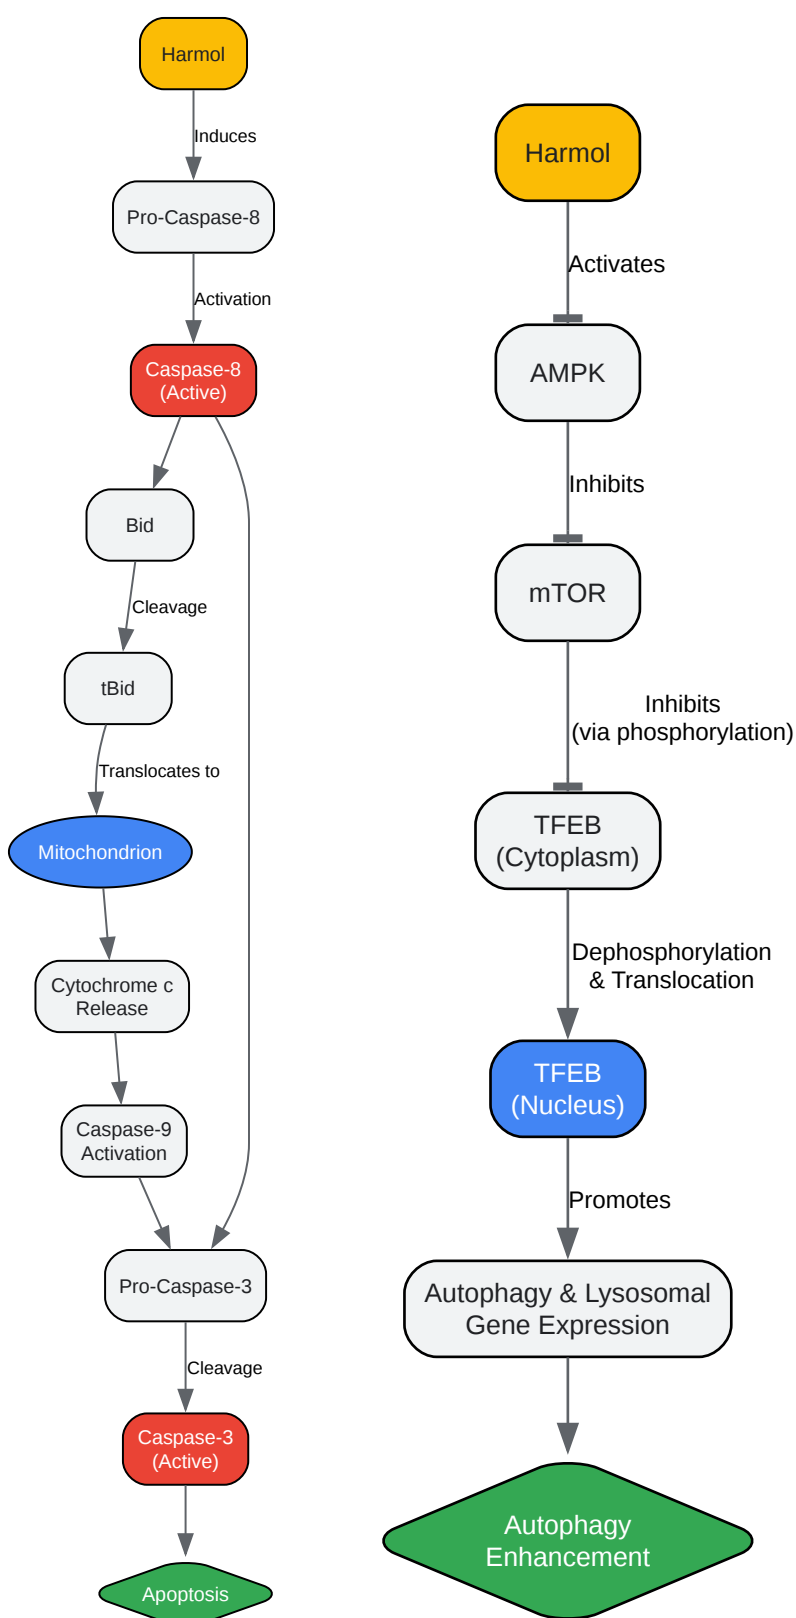 Harmol
Induces
Pro-Caspase-8
Activation
Caspase-8
(Active)
Bid
Cleavage
tBid
Translocates to
Mitochondrion
Cytochrome c
Release
Caspase-9
Activation
Pro-Caspase-3
Cleavage
Caspase-3
(Active)
Apoptosis
Harmol
Activates
AMPK
Inhibits
mTOR
Inhibits
(via phosphorylation)
TFEB
(Cytoplasm)
Dephosphorylation
& Translocation
TFEB
(Nucleus)
Promotes
Autophagy & Lysosomal
Gene Expression
Autophagy
Enhancement